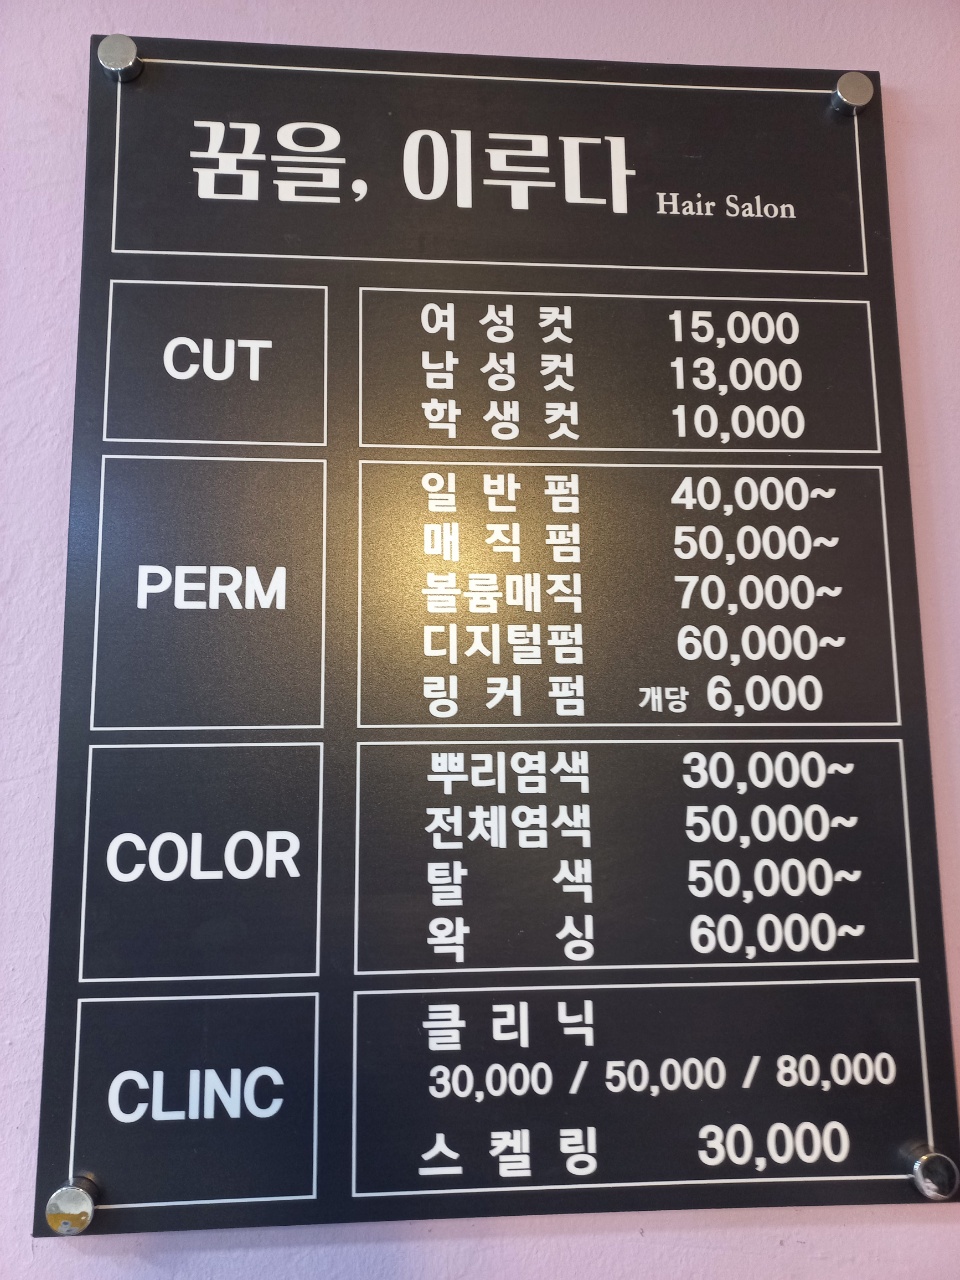 꿈을, 이루다 Hair Salon
CUT
여성컷 15,000
남성컷 13,000
학생컷 10,000
PERM
일반펌 40,000~
매직펌 50,000~
볼륨매직 70,000~
디지털펌 60,000~
링커펌 개당 6,000
COLOR
뿌리염색 30,000~
전체염색 50,000~
탈색 50,000~
왁싱 60,000~
CLINC
클리닉
30,000 / 50,000 / 80,000
스켈링 30,000